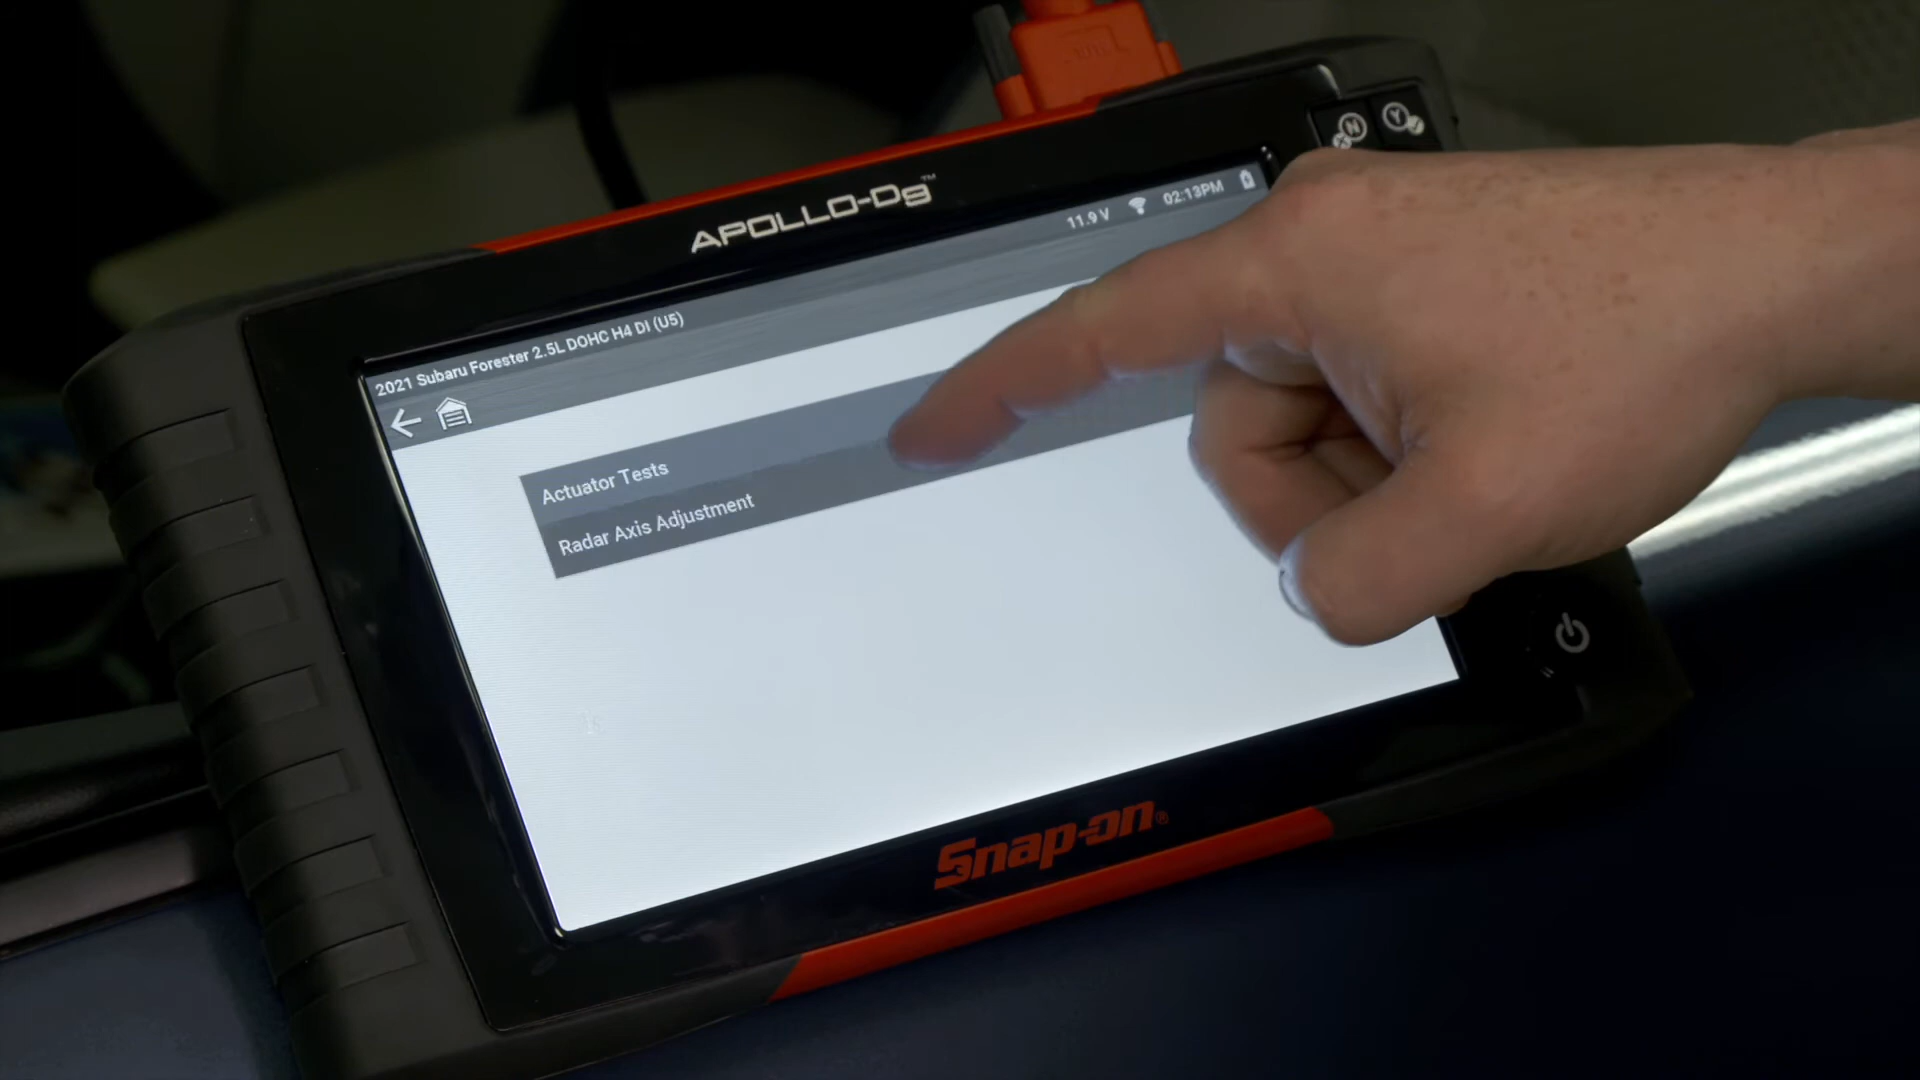 N Y
APOLLO-D9™
11.9 V 02:13PM
2021 Subaru Forester 2.5L DOHC H4 DI (U5)
Actuator Tests
Radar Axis Adjustment
Snap-on®